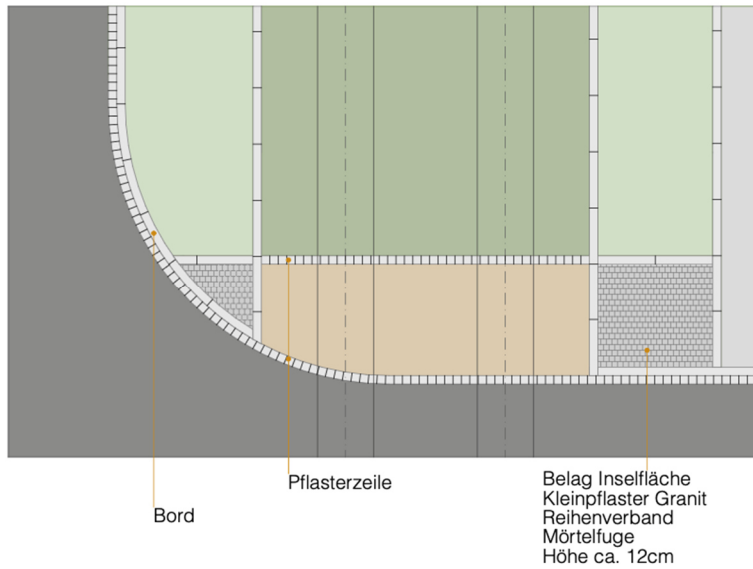 Pflasterzeile
Bord
Belag Inselfläche
Kleinpflaster Granit
Reihenverband
Mörtelfuge
Höhe ca. 12cm